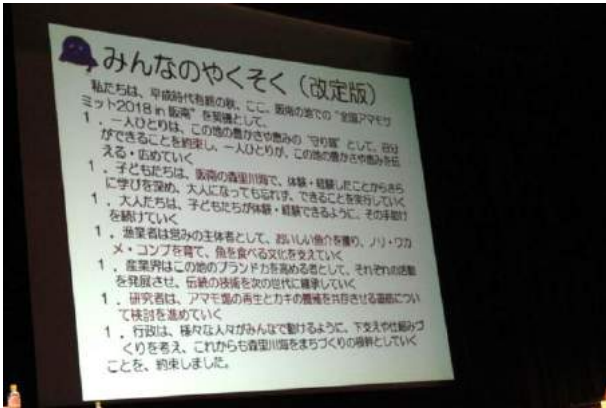 みんなのやくそく（改定版）
私たちは、平成時代有終の秋、ここ、阪南の地での“全国アマモサ
ミット2018 in 阪南”を契機として、
1．一人ひとりは、この地の豊かさや恵みの“守り首”として、自分
ができることを約束し、一人ひとりが、この地の豊かさや恵みを伝
える・広めていく
1．子どもたちは、阪南の森里川海で、体験・経験したことからさら
に学びを深め、大人になっても忘れず、できることを実行していく
1．大人たちは、子どもたちが体験・経験できるように、その手助け
を続けていく
1．漁業者は営みの主体者として、おいしい魚介を獲り、ノリ・ワカ
メ・コンブを育て、魚を食べる文化を支えていく
1．産業界はこの地のブランド力を高める者として、それぞれの活動
を発展させ、伝統の技術を次の世代に継承していく
1．研究者は、アマモ場の再生とカキの養殖を共存させる道筋につい
て検討を進めていく
1．行政は、様々な人々がみんなで動けるように、下支えや仕組みづ
くりを考え、これからも森里川海をまちづくりの根幹としていく
ことを、約束しました。